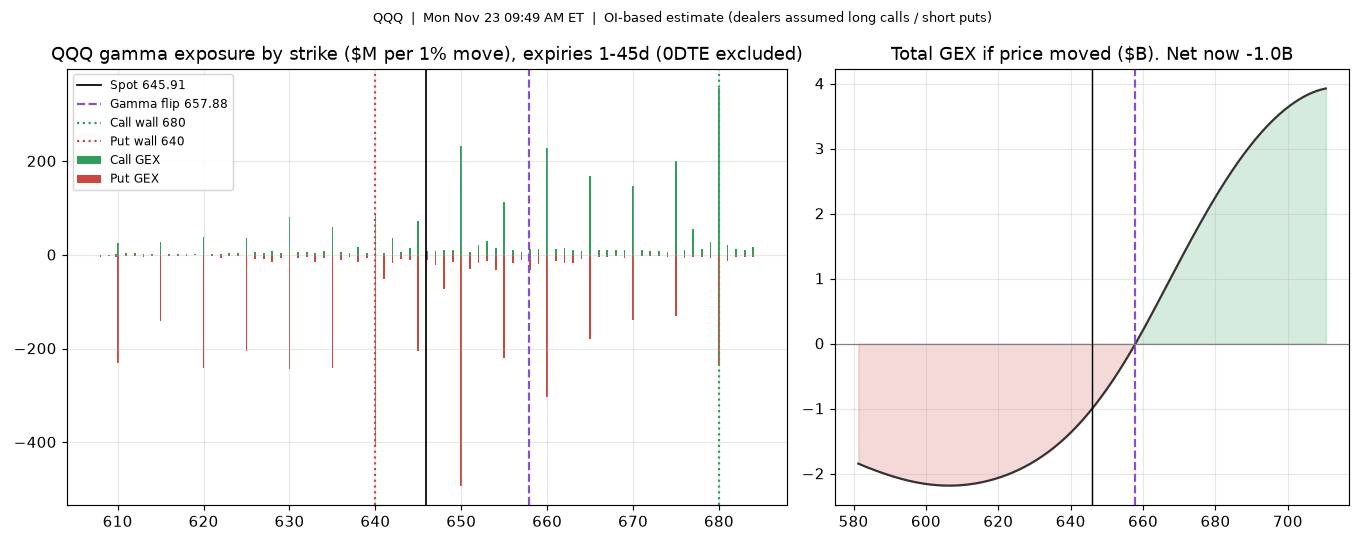 QQQ | Mon Nov 23 09:49 AM ET | OI-based estimate (dealers assumed long calls / short puts)
QQQ gamma exposure by strike ($M per 1% move), expiries 1-45d (0DTE excluded)
Spot 645.91
Gamma flip 657.88
Call wall 680
Put wall 640
Call GEX
Put GEX
200
0
−200
−400
610 620 630 640 650 660 670 680
Total GEX if price moved ($B). Net now -1.0B
4
3
2
1
0
−1
−2
580 600 620 640 660 680 700